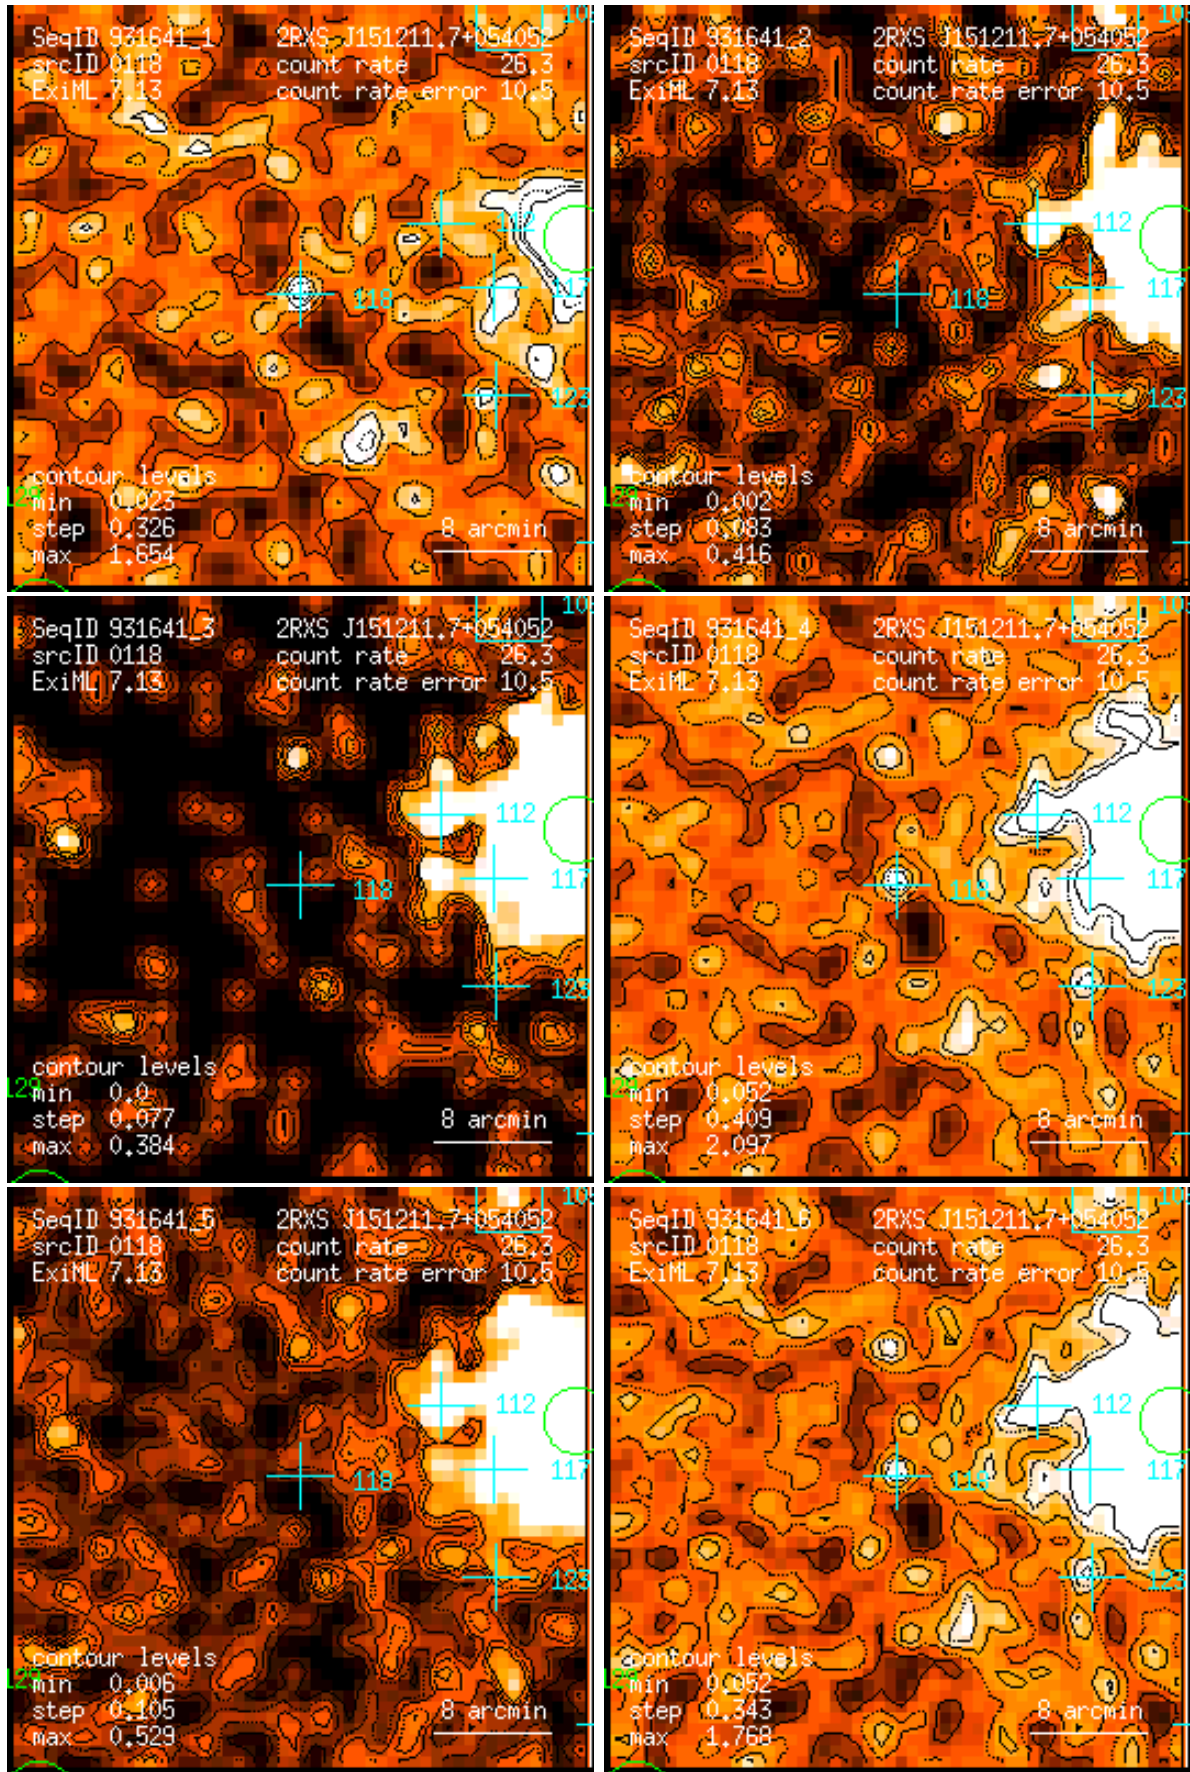 SeqID 931641_1 2RXS J151211.7+054052
srcID 0118 count rate 26.3
ExiML 7.13 count rate error 10.5
112
117
118
123
contour levels
129
min 0.023
step 0.326 8 arcmin
max 1.654
SeqID 931641_2 2RXS J151211.7+054052
srcID 0118 count rate 26.3
ExiML 7.13 count rate error 10.5
112
117
118
123
contour levels
129
min 0.002
step 0.083 8 arcmin
max 0.416
SeqID 931641_3 2RXS J151211.7+054052
srcID 0118 count rate 26.3
ExiML 7.13 count rate error 10.5
112
117
118
123
contour levels
129
min 0.0
step 0.077 8 arcmin
max 0.384
SeqID 931641_4 2RXS J151211.7+054052
srcID 0118 count rate 26.3
ExiML 7.13 count rate error 10.5
112
117
118
123
contour levels
129
min 0.052
step 0.409 8 arcmin
max 2.097
SeqID 931641_5 2RXS J151211.7+054052
srcID 0118 count rate 26.3
ExiML 7.13 count rate error 10.5
112
117
118
123
contour levels
129
min 0.006
step 0.105 8 arcmin
max 0.529
SeqID 931641_6 2RXS J151211.7+054052
srcID 0118 count rate 26.3
ExiML 7.13 count rate error 10.5
112
117
118
123
contour levels
129
min 0.052
step 0.343 8 arcmin
max 1.768